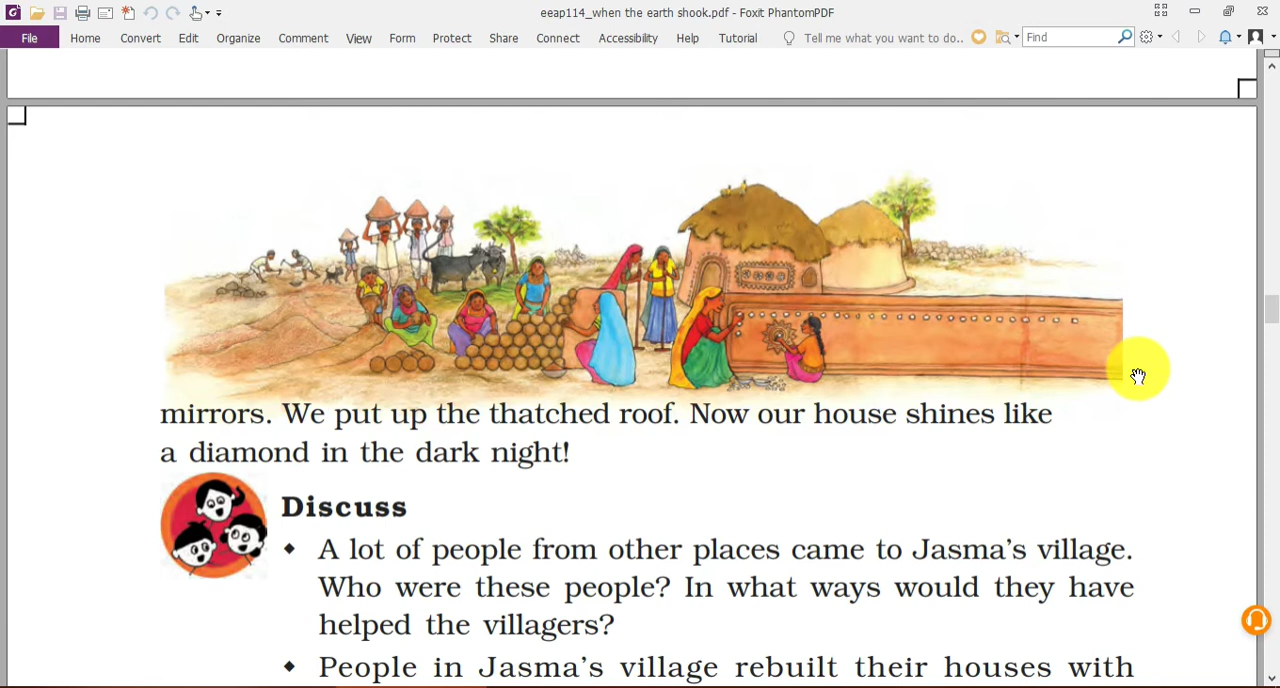 eeap114_when the earth shook.pdf - Foxit PhantomPDF
File Home Convert Edit Organize Comment View Form Protect Share Connect Accessibility Help Tutorial Tell me what you want to do.. Find
mirrors. We put up the thatched roof. Now our house shines like
a diamond in the dark night!
Discuss
◆ A lot of people from other places came to Jasma's village.
Who were these people? In what ways would they have
helped the villagers?
◆ People in Jasma's village rebuilt their houses with